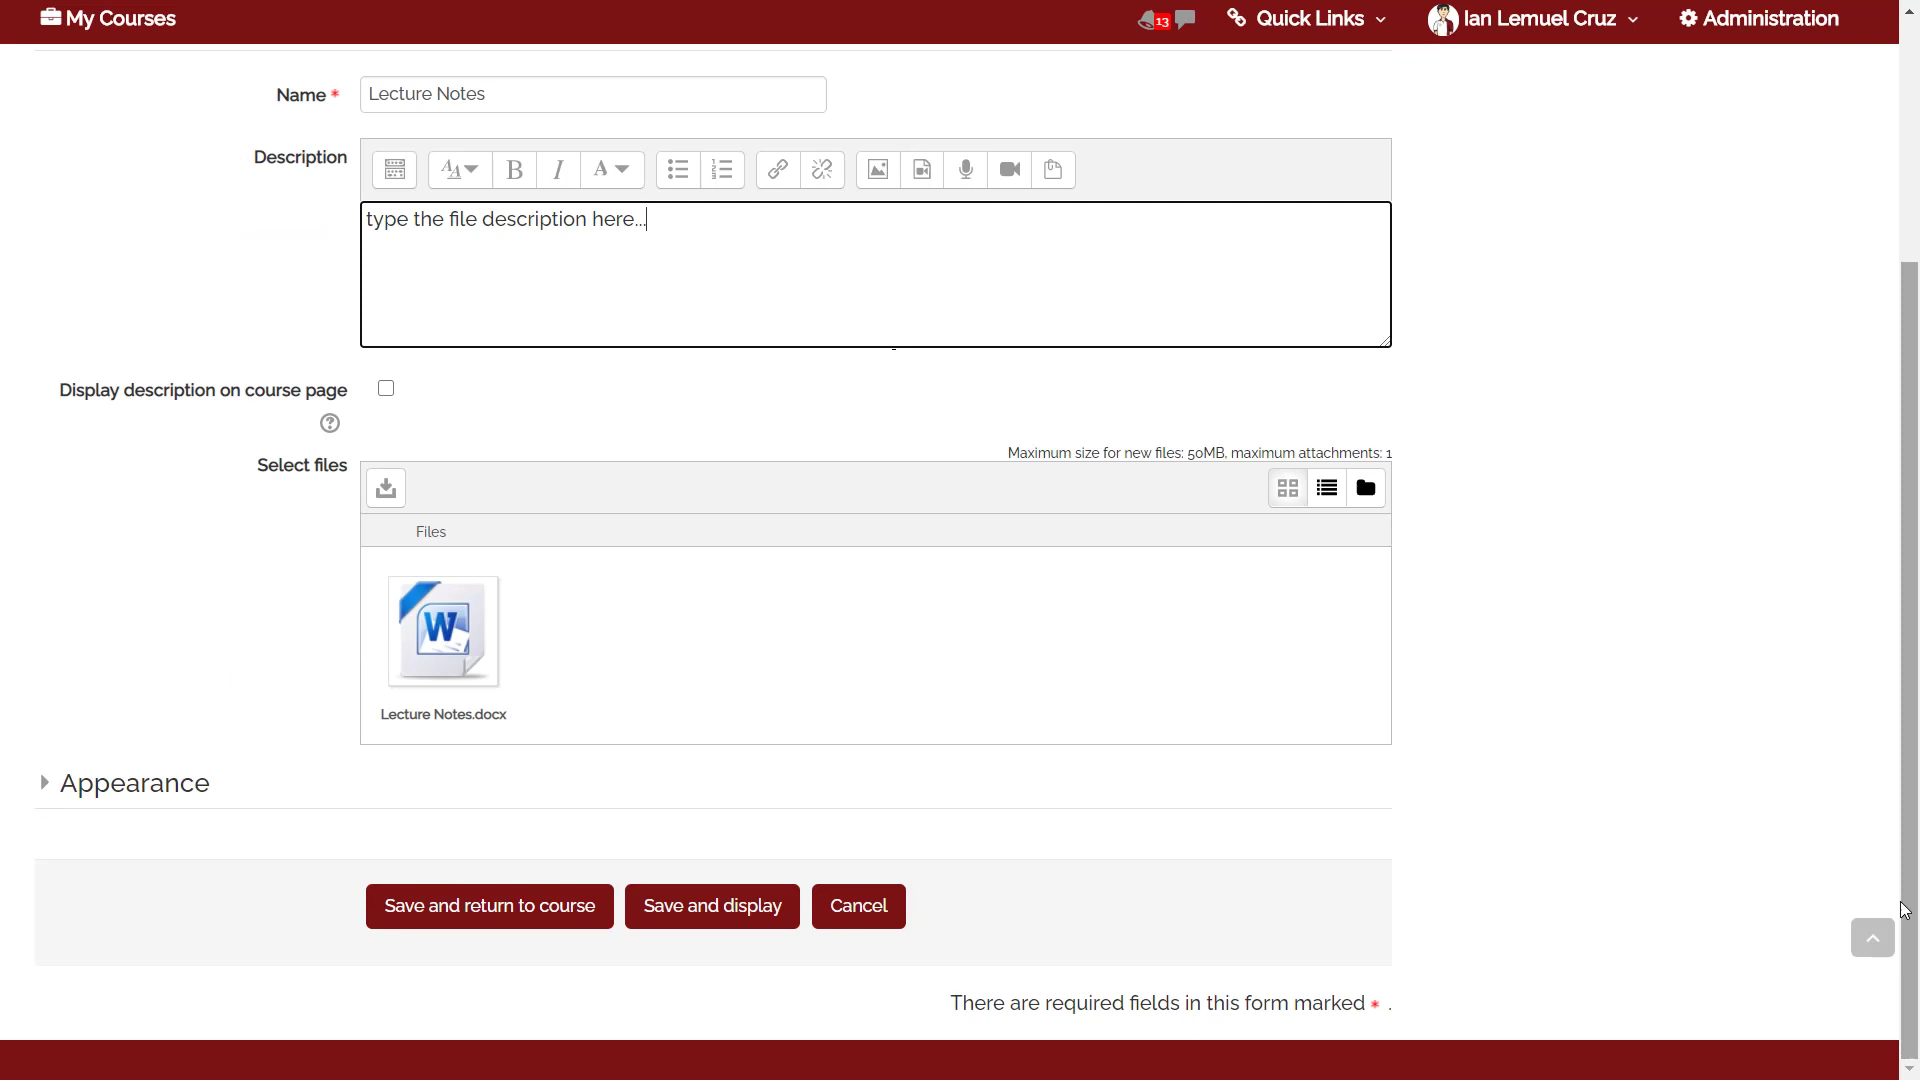 My Courses
13
Quick Links
Ian Lemuel Cruz
Administration
Name *
Lecture Notes
Description
type the file description here...
Display description on course page
Maximum size for new files: 50MB, maximum attachments: 1
Select files
Files
W
Lecture Notes.docx
Appearance
Save and return to course
Save and display
Cancel
There are required fields in this form marked * .